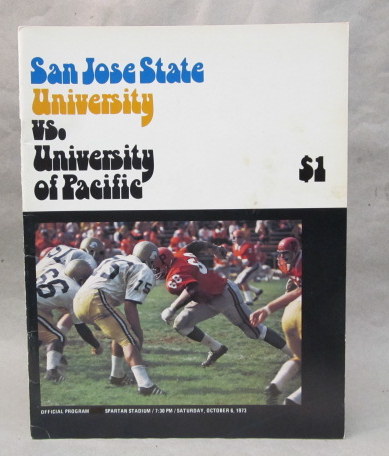 San Jose State
University
vs.
University
of Pacific
$1
OFFICIAL PROGRAM SPARTAN STADIUM / 7:30 PM / SATURDAY, OCTOBER 6, 1973
75